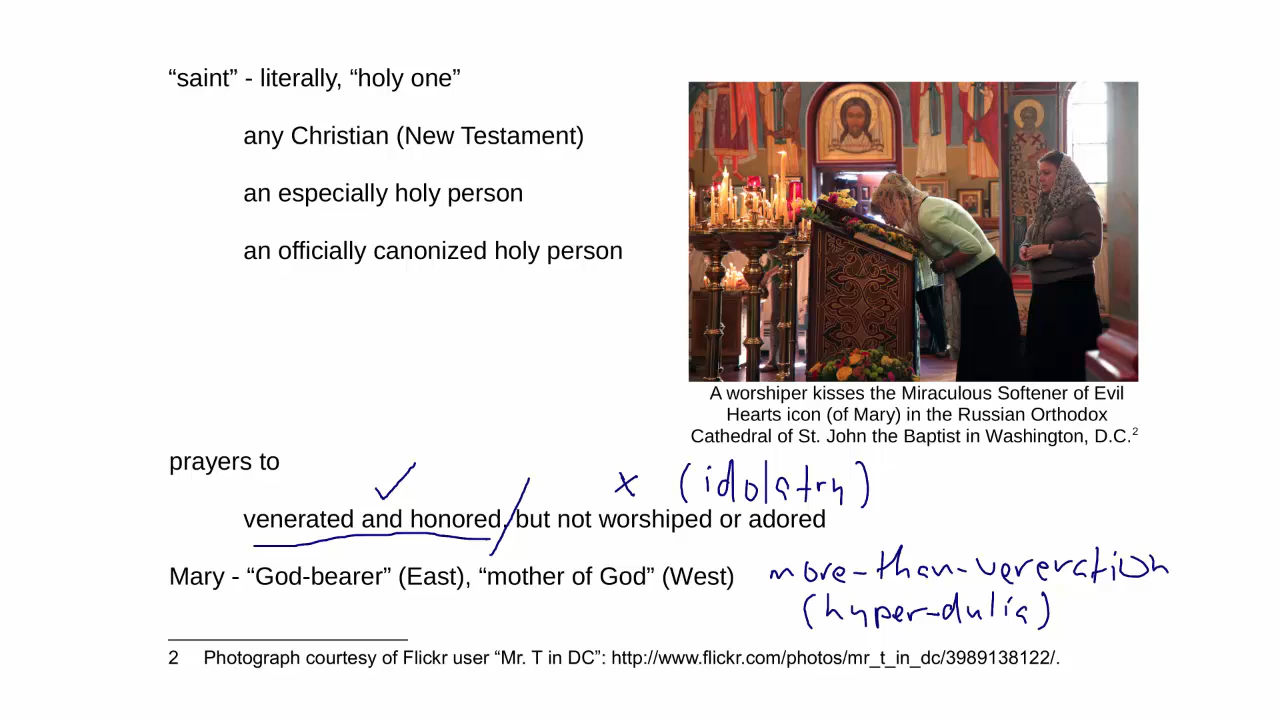 “saint” - literally, “holy one”
any Christian (New Testament)
an especially holy person
an officially canonized holy person
A worshiper kisses the Miraculous Softener of Evil
Hearts icon (of Mary) in the Russian Orthodox
Cathedral of St. John the Baptist in Washington, D.C.2
prayers to
✓ x (idolatry)
venerated and honored, but not worshiped or adored
Mary - “God-bearer” (East), “mother of God” (West) more-than-veneration
(hyper-dulia)
2 Photograph courtesy of Flickr user “Mr. T in DC”: http://www.flickr.com/photos/mr_t_in_dc/3989138122/.